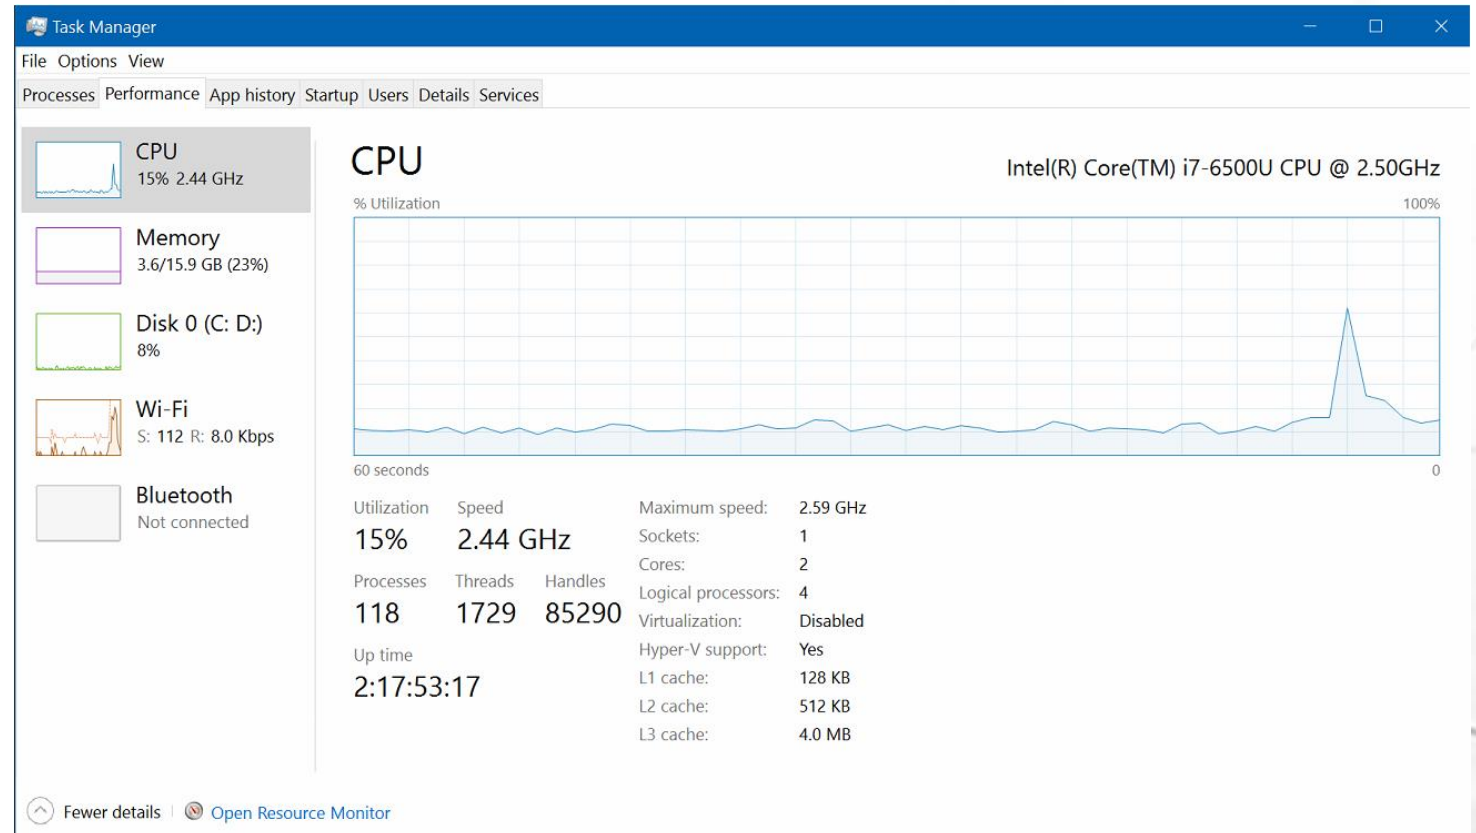 Task Manager
File Options View
Processes Performance App history Startup Users Details Services
CPU
15% 2.44 GHz
Memory
3.6/15.9 GB (23%)
Disk 0 (C: D:)
8%
Wi-Fi
S: 112 R: 8.0 Kbps
Bluetooth
Not connected
CPU
Intel(R) Core(TM) i7-6500U CPU @ 2.50GHz
% Utilization 100%
60 seconds 0
Utilization Speed
15% 2.44 GHz
Processes Threads Handles
118 1729 85290
Up time
2:17:53:17
Maximum speed: 2.59 GHz
Sockets: 1
Cores: 2
Logical processors: 4
Virtualization: Disabled
Hyper-V support: Yes
L1 cache: 128 KB
L2 cache: 512 KB
L3 cache: 4.0 MB
Fewer details Open Resource Monitor